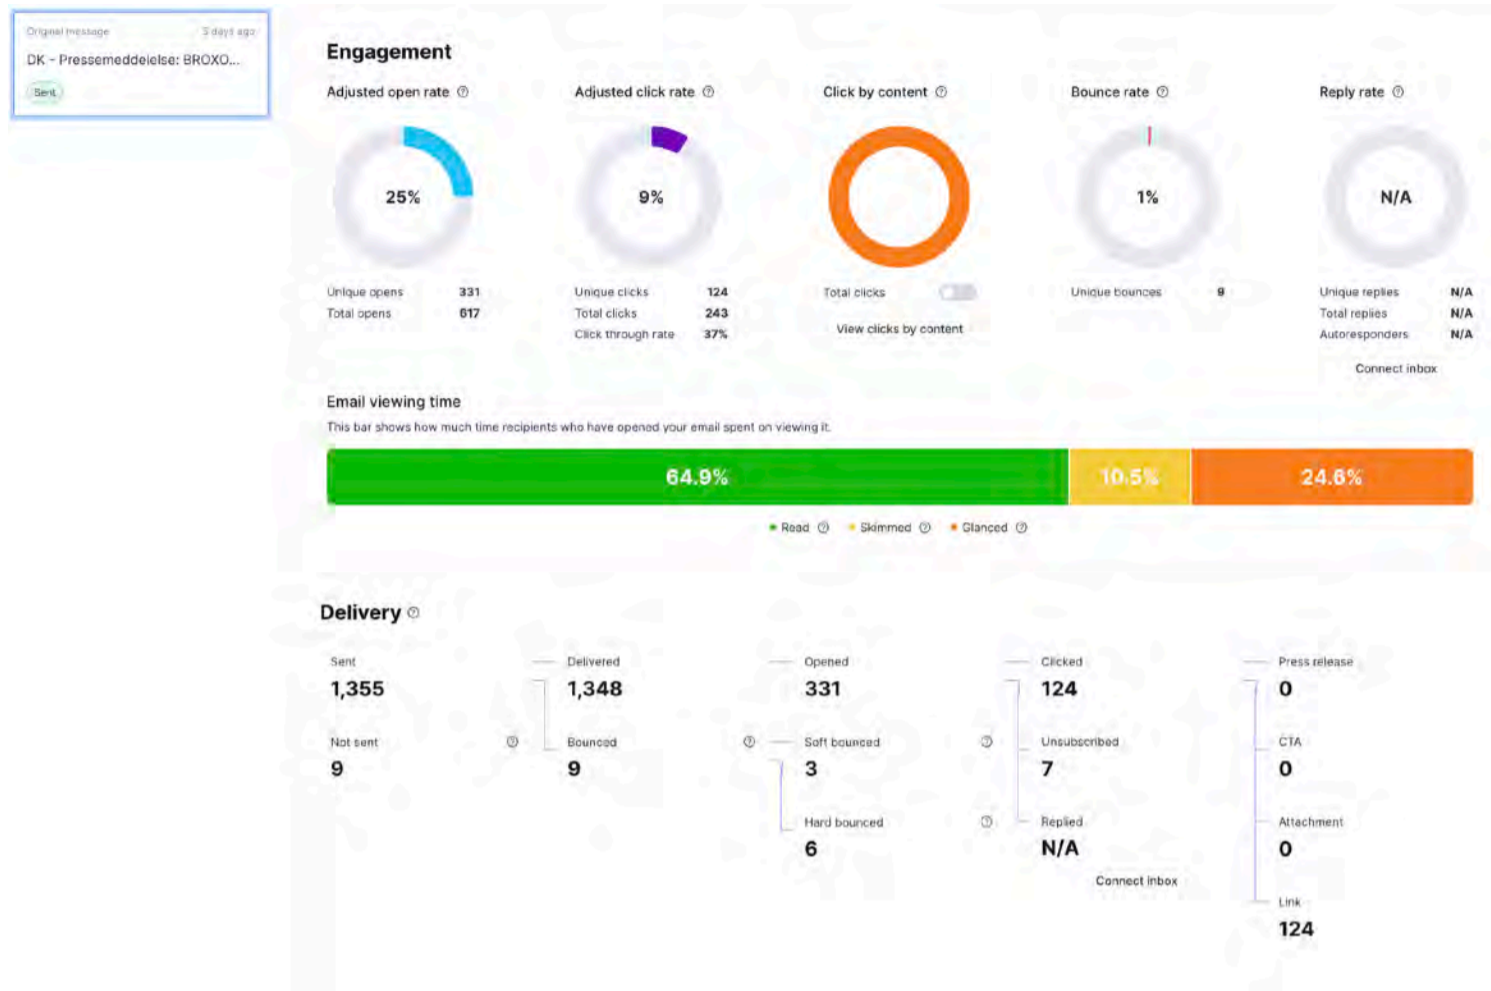 Original message 5 days ago
DK - Pressemeddelelse: BROXO...
Sent
Engagement
Adjusted open rate
Adjusted click rate
Click by content
Bounce rate
Reply rate
25%
9%
1%
N/A
Unique opens 331
Total opens 617
Unique clicks 124
Total clicks 243
Click through rate 37%
Total clicks
View clicks by content
Unique bounces 9
Unique replies N/A
Total replies N/A
Autoresponders N/A
Connect inbox
Email viewing time
This bar shows how much time recipients who have opened your email spent on viewing it.
64.9% 10.5% 24.6%
Read Skimmed Glanced
Delivery
Sent
1,355
Not sent
9
Delivered
1,348
Bounced
9
Opened
331
Soft bounced
3
Hard bounced
6
Clicked
124
Unsubscribed
7
Replied
N/A
Connect inbox
Press release
0
CTA
0
Attachment
0
Link
124